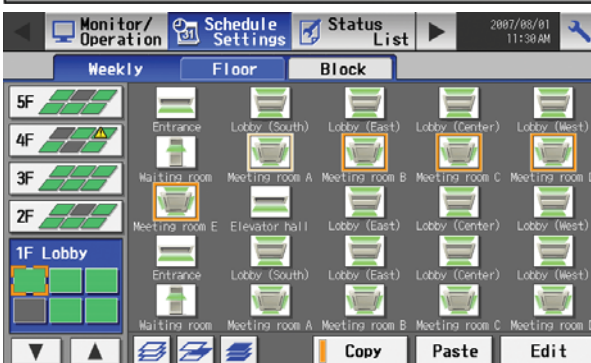 Monitor/
Operation
31
Schedule
Settings
Status
List
2007/08/01
11:30 AM
Weekly
Floor
Block
5F
4F
3F
2F
1F Lobby
Entrance
Lobby (South)
Lobby (East)
Lobby (Center)
Lobby (West)
Waiting room
Meeting room A
Meeting room B
Meeting room C
Meeting room
Meeting room E
Elevator hall
Lobby (East)
Lobby (Center)
Lobby (West)
Entrance
Lobby (South)
Lobby (East)
Lobby (Center)
Lobby (West)
Waiting room
Meeting room A
Meeting room B
Meeting room C
Meeting room
Copy
Paste
Edit